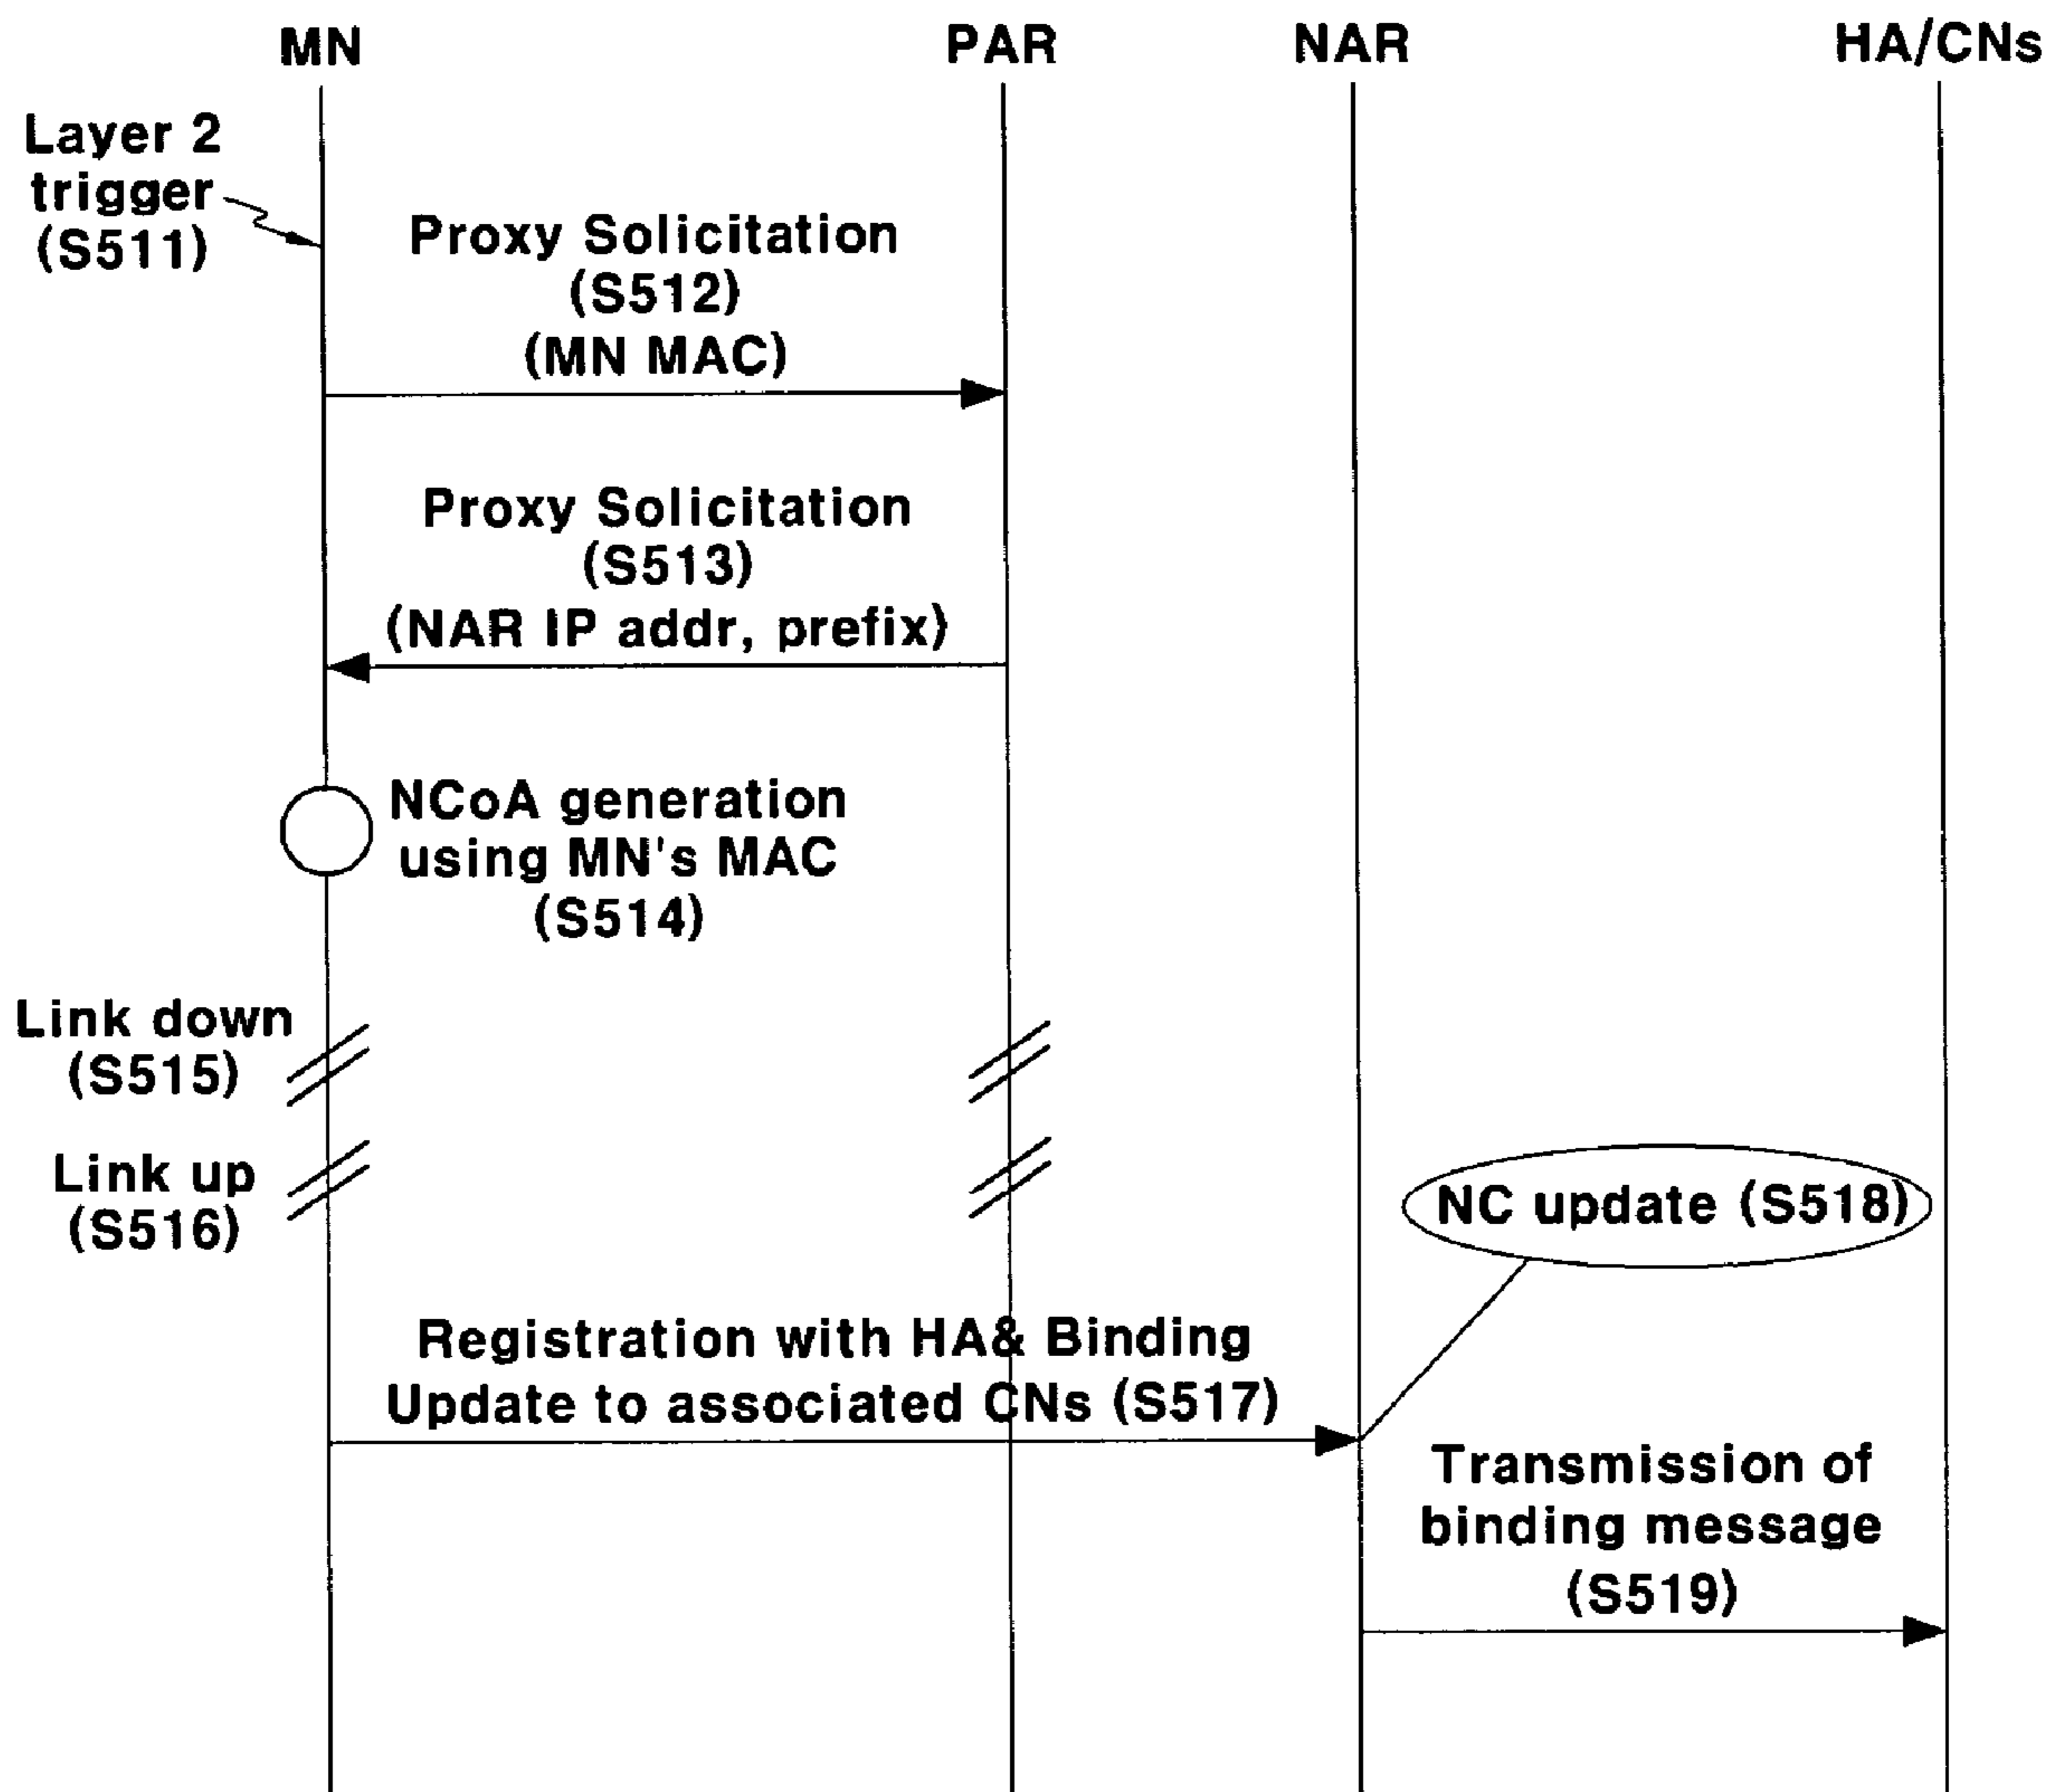 MN
PAR
NAR
HA/CNs
Layer 2
trigger
(S511)
Proxy Solicitation
(S512)
(MN MAC)
Proxy Solicitation
(S513)
(NAR IP addr, prefix)
NCoA generation
using MN's MAC
(S514)
Link down
(S515)
Link up
(S516)
NC update (S518)
Registration with HA& Binding
Update to associated CNs (S517)
Transmission of
binding message
(S519)